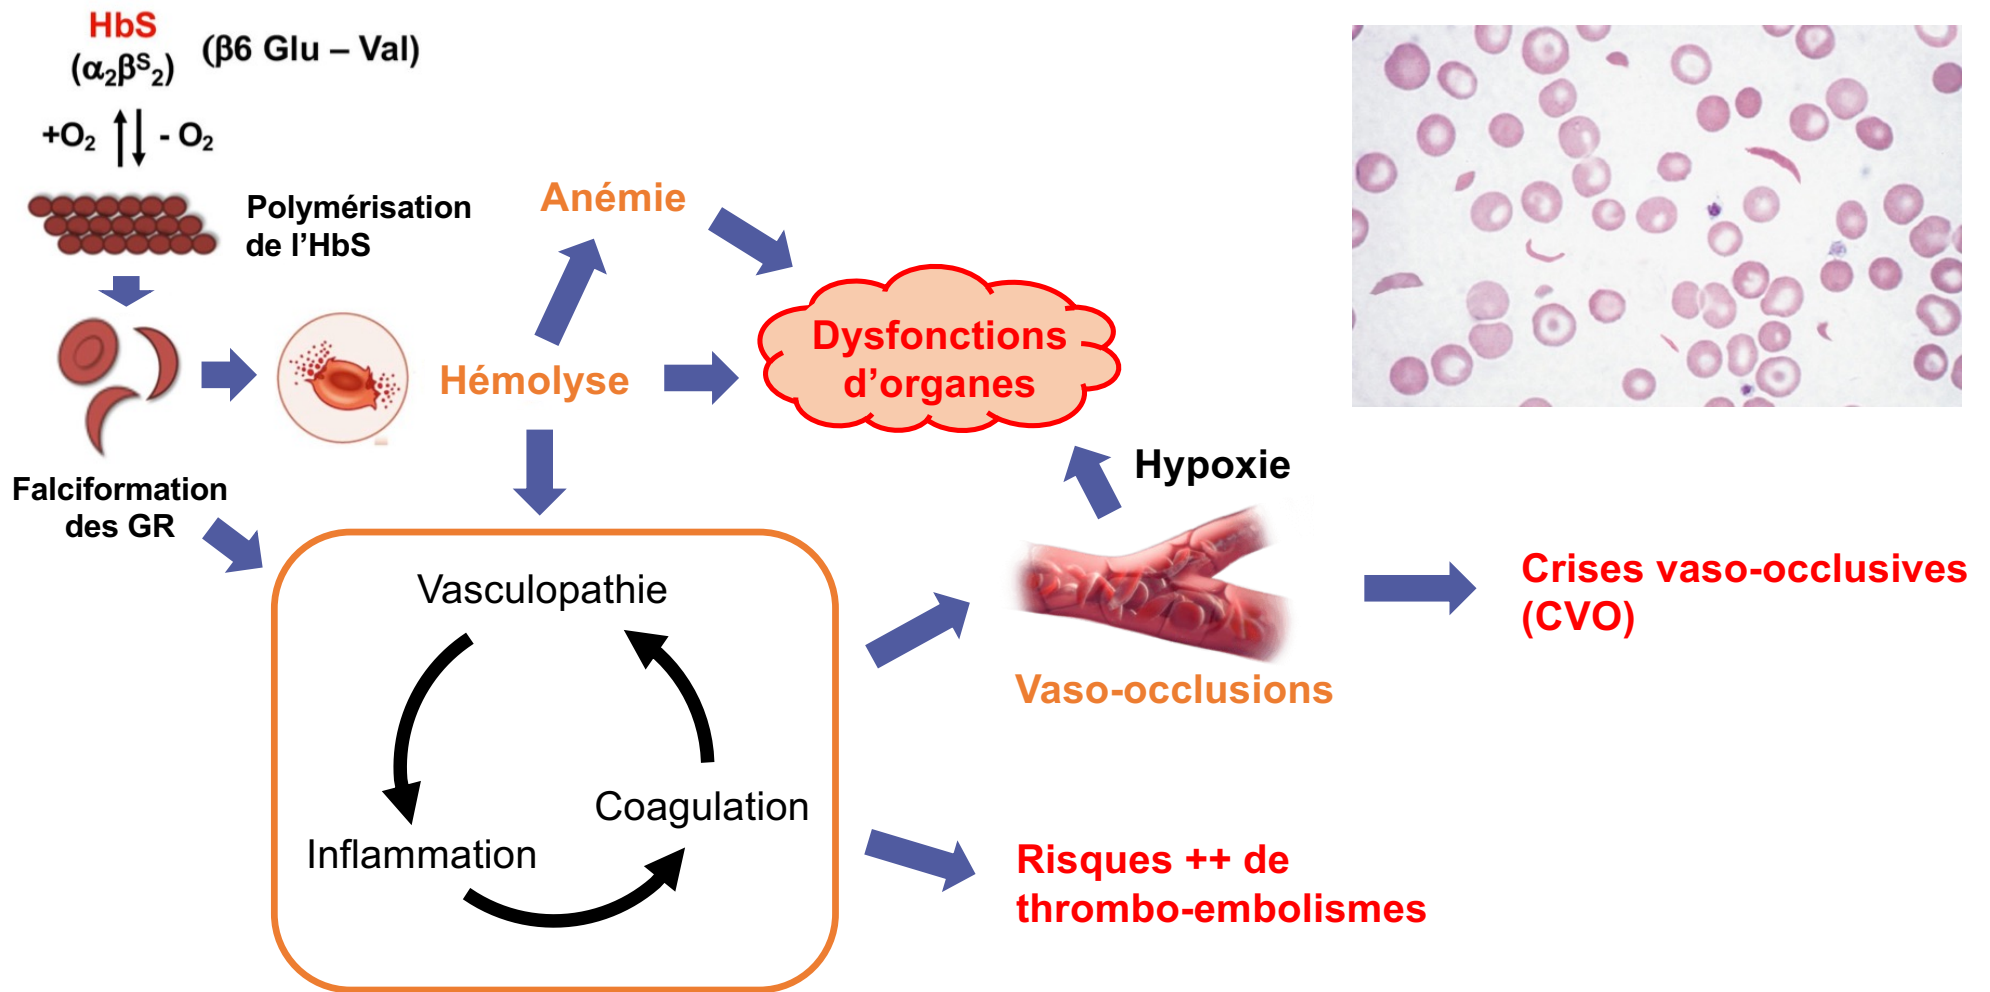 HbS
(α₂βˢ₂)
(β6 Glu – Val)
+O₂
- O₂
Polymérisation
de l'HbS
Anémie
Dysfonctions
d'organes
Hémolyse
Hypoxie
Falciformation
des GR
Vasculopathie
Crises vaso-occlusives
(CVO)
Vaso-occlusions
Coagulation
Inflammation
Risques ++ de
thrombo-embolismes